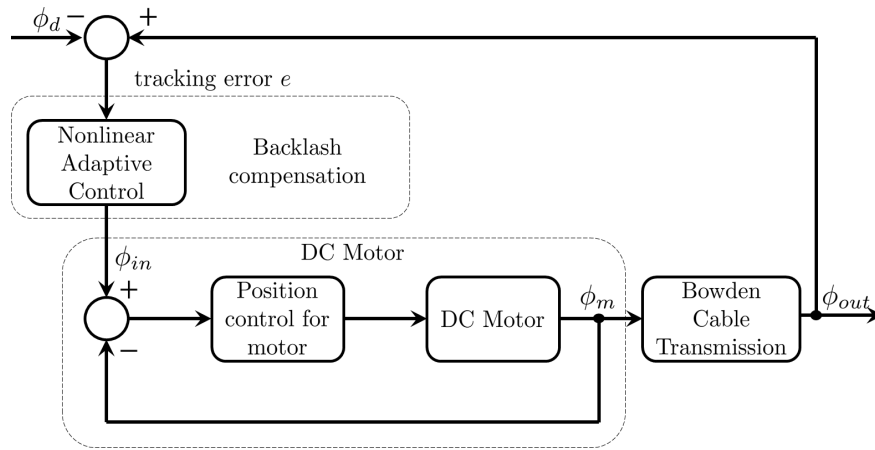 ϕ_d − +
tracking error e
Nonlinear
Adaptive
Control
Backlash
compensation
ϕ_in
DC Motor
+
−
Position
control for
motor
DC Motor
ϕ_m
Bowden
Cable
Transmission
ϕ_out